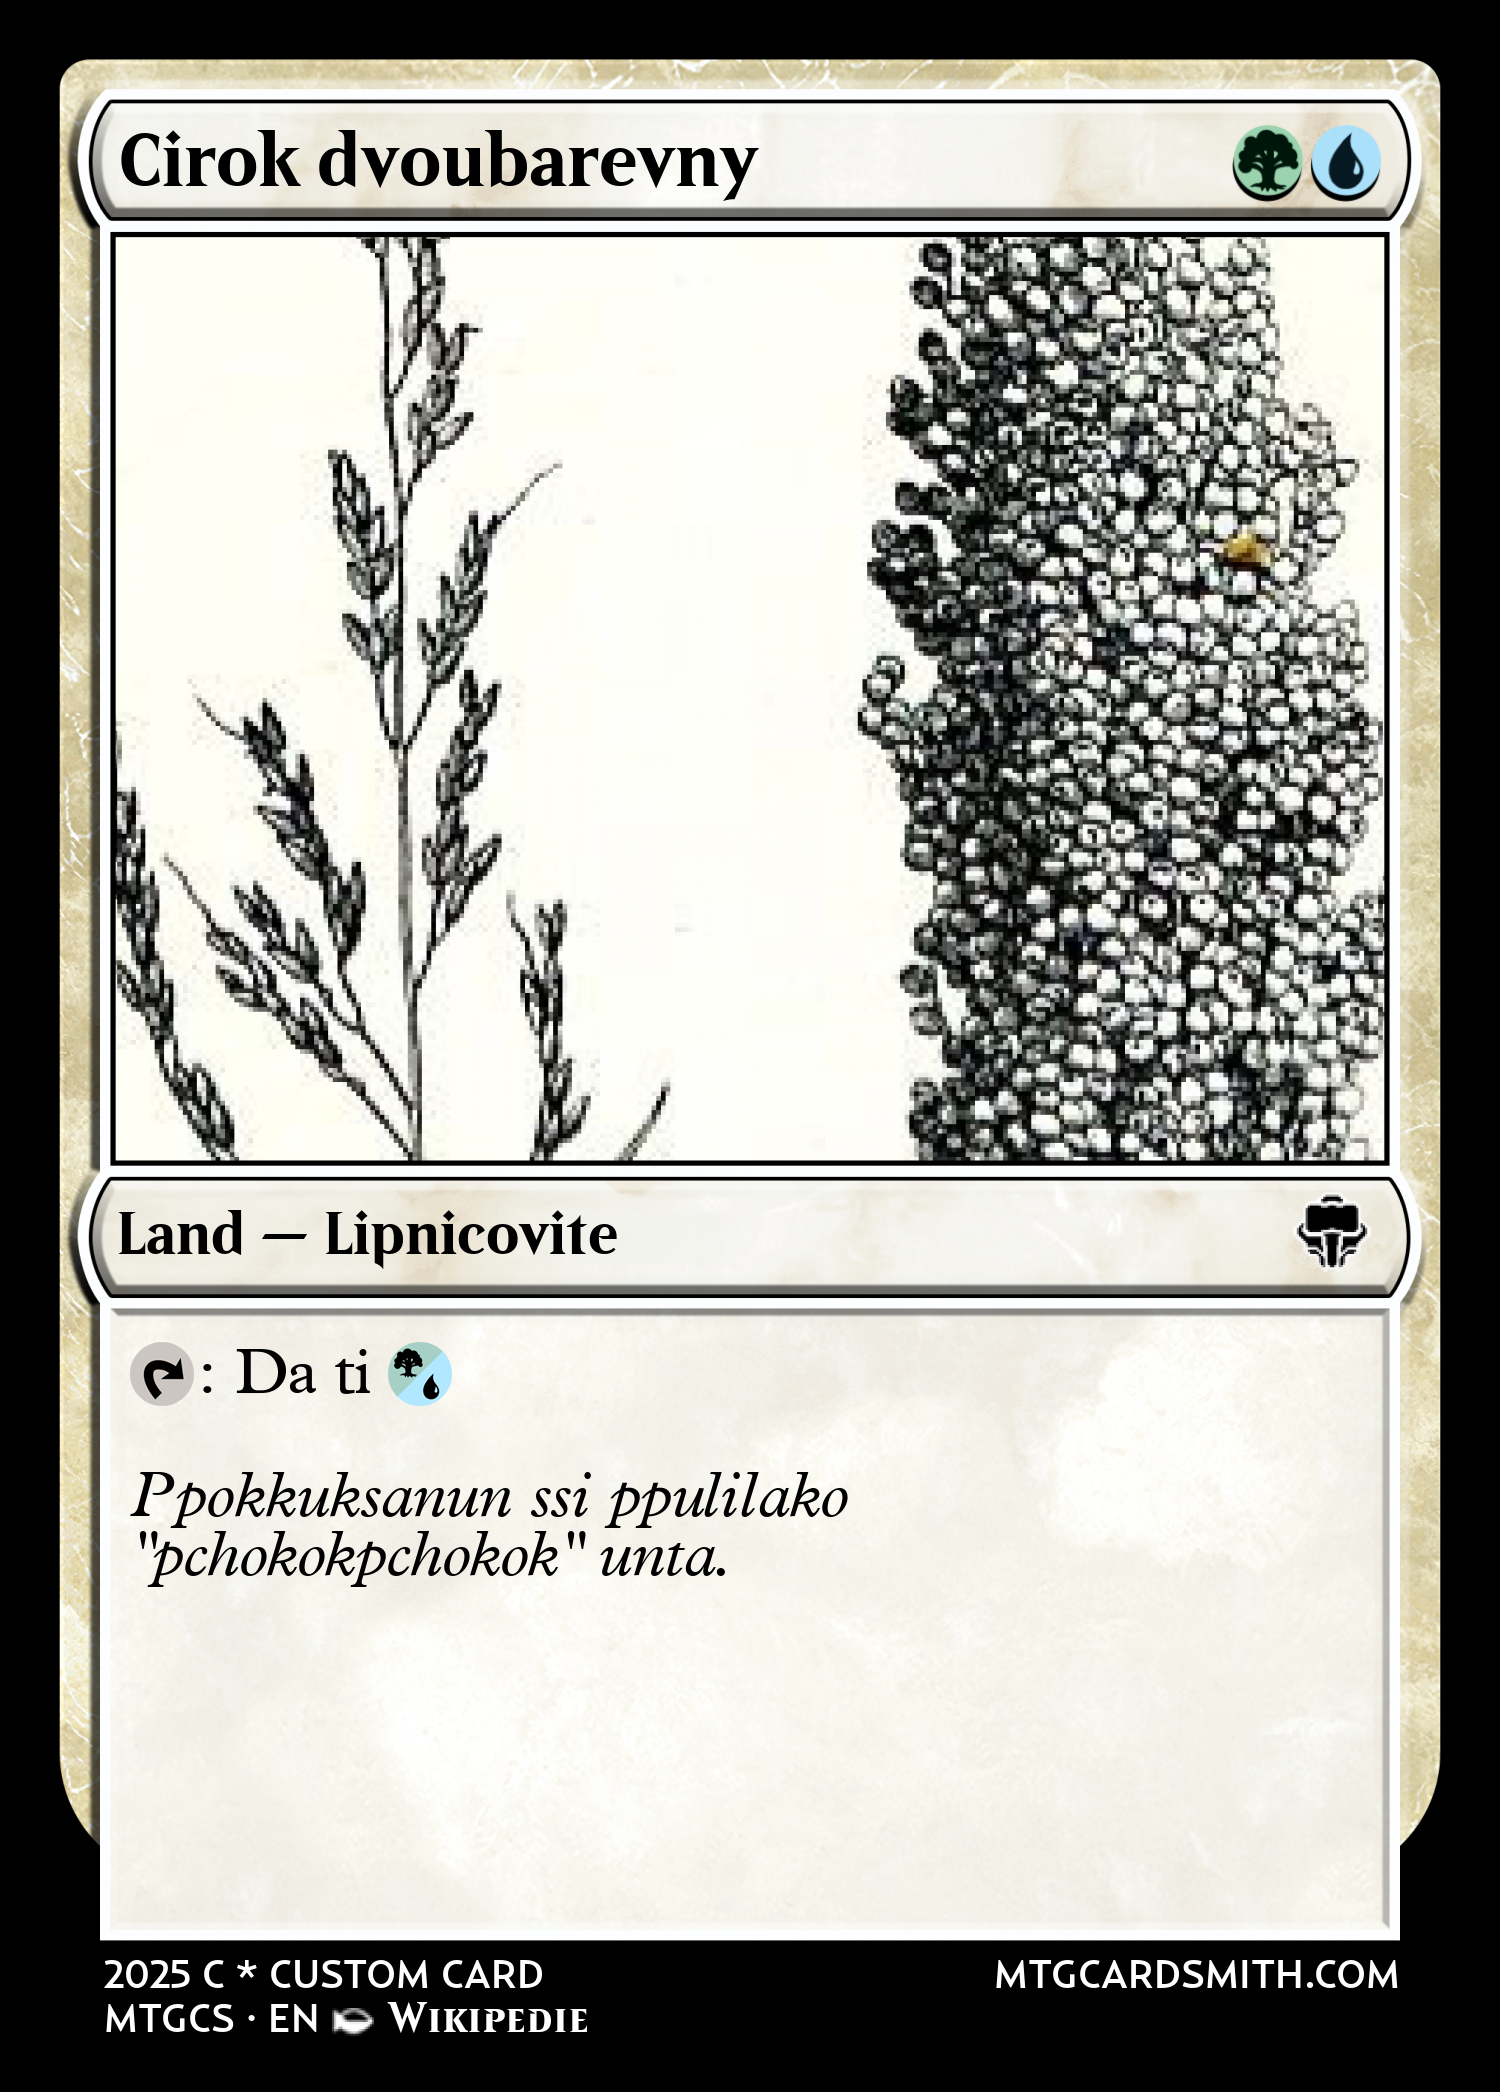 Cirok dvoubarevny
Land — Lipnicovite
: Da ti
Ppokkuksanun ssi ppulilako
"pchokokpchokok" unta.
2025 C * CUSTOM CARD
MTGCARDSMITH.COM
MTGCS · EN WIKIPEDIE